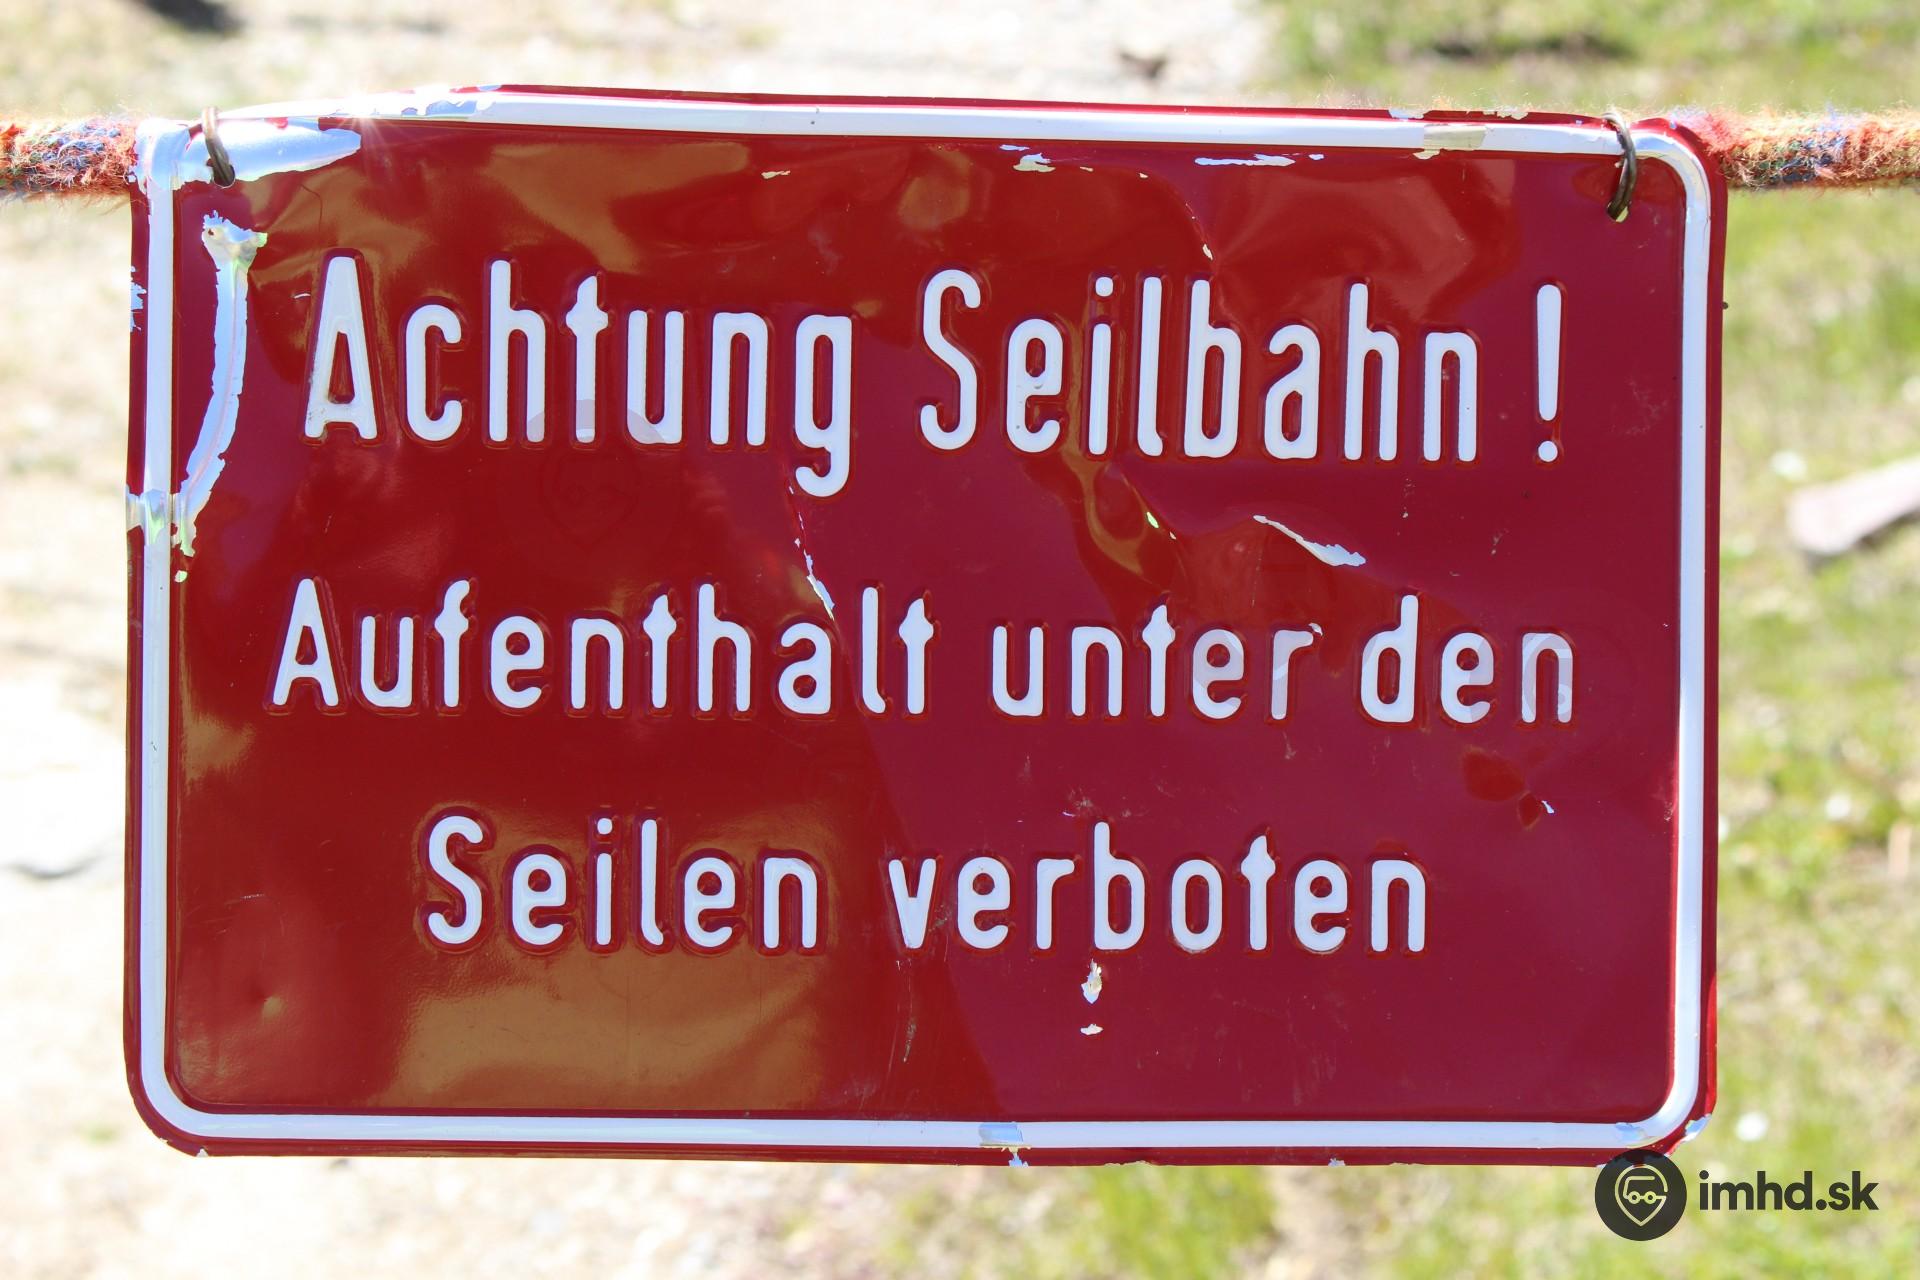 Achtung Seilbahn !
Aufenthalt unter den
Seilen verboten
imhd.sk